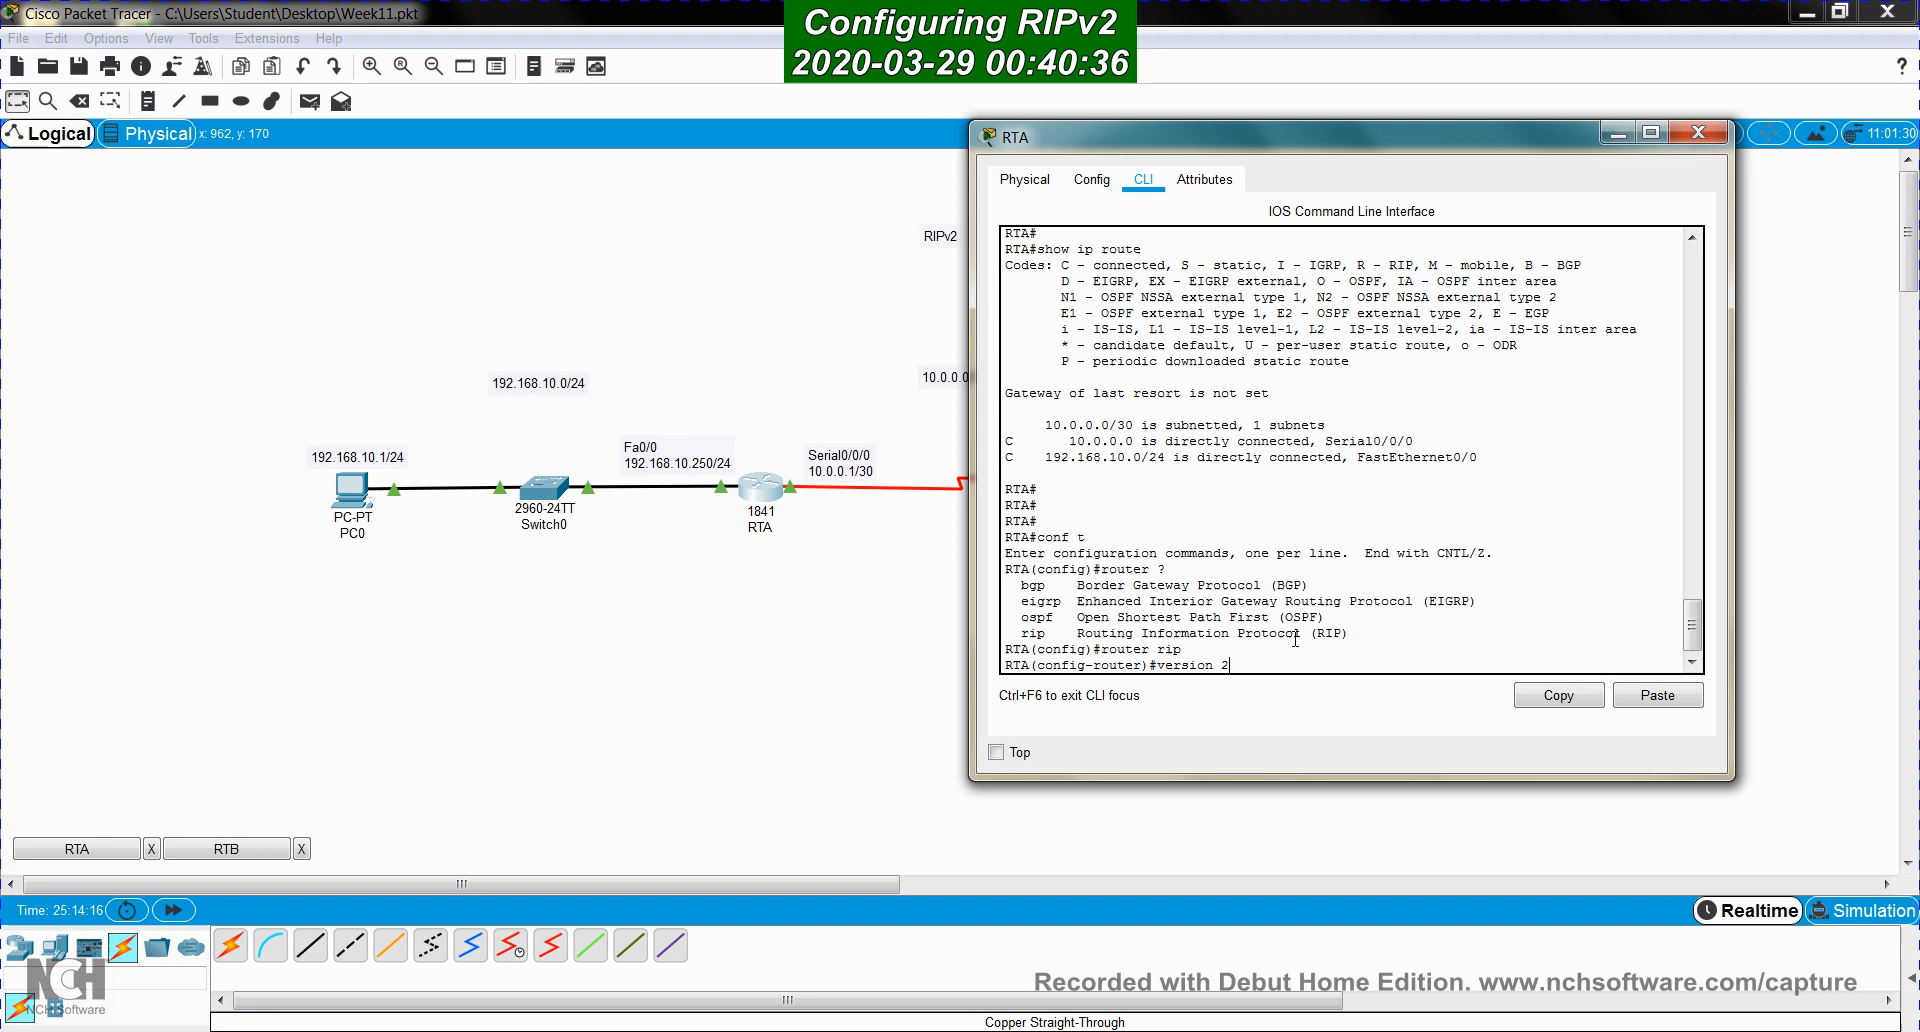 Cisco Packet Tracer - C:\Users\Student\Desktop\Week11.pkt
Configuring RIPv2
2020-03-29 00:40:36
File Edit Options View Tools Extensions Help
?
Logical Physical x: 962, y: 170
11:01:30
RTA
Physical Config CLI Attributes
IOS Command Line Interface
RTA#
RTA#show ip route
Codes: C - connected, S - static, I - IGRP, R - RIP, M - mobile, B - BGP
D - EIGRP, EX - EIGRP external, O - OSPF, IA - OSPF inter area
N1 - OSPF NSSA external type 1, N2 - OSPF NSSA external type 2
E1 - OSPF external type 1, E2 - OSPF external type 2, E - EGP
i - IS-IS, L1 - IS-IS level-1, L2 - IS-IS level-2, ia - IS-IS inter area
* - candidate default, U - per-user static route, o - ODR
P - periodic downloaded static route
Gateway of last resort is not set
10.0.0.0/30 is subnetted, 1 subnets
C 10.0.0.0 is directly connected, Serial0/0/0
C 192.168.10.0/24 is directly connected, FastEthernet0/0
RTA#
RTA#
RTA#
RTA#conf t
Enter configuration commands, one per line. End with CNTL/Z.
RTA(config)#router ?
bgp Border Gateway Protocol (BGP)
eigrp Enhanced Interior Gateway Routing Protocol (EIGRP)
ospf Open Shortest Path First (OSPF)
rip Routing Information Protocol (RIP)
RTA(config)#router rip
RTA(config-router)#version 2
Ctrl+F6 to exit CLI focus
Copy
Paste
Top
RIPv2
192.168.10.0/24
10.0.0.0
192.168.10.1/24
Fa0/0
192.168.10.250/24
Serial0/0/0
10.0.0.1/30
PC-PT
PC0
2960-24TT
Switch0
1841
RTA
RTA X RTB X
Time: 25:14:16
Realtime
Simulation
NCH
NCH Software
Recorded with Debut Home Edition. www.nchsoftware.com/capture
Copper Straight-Through